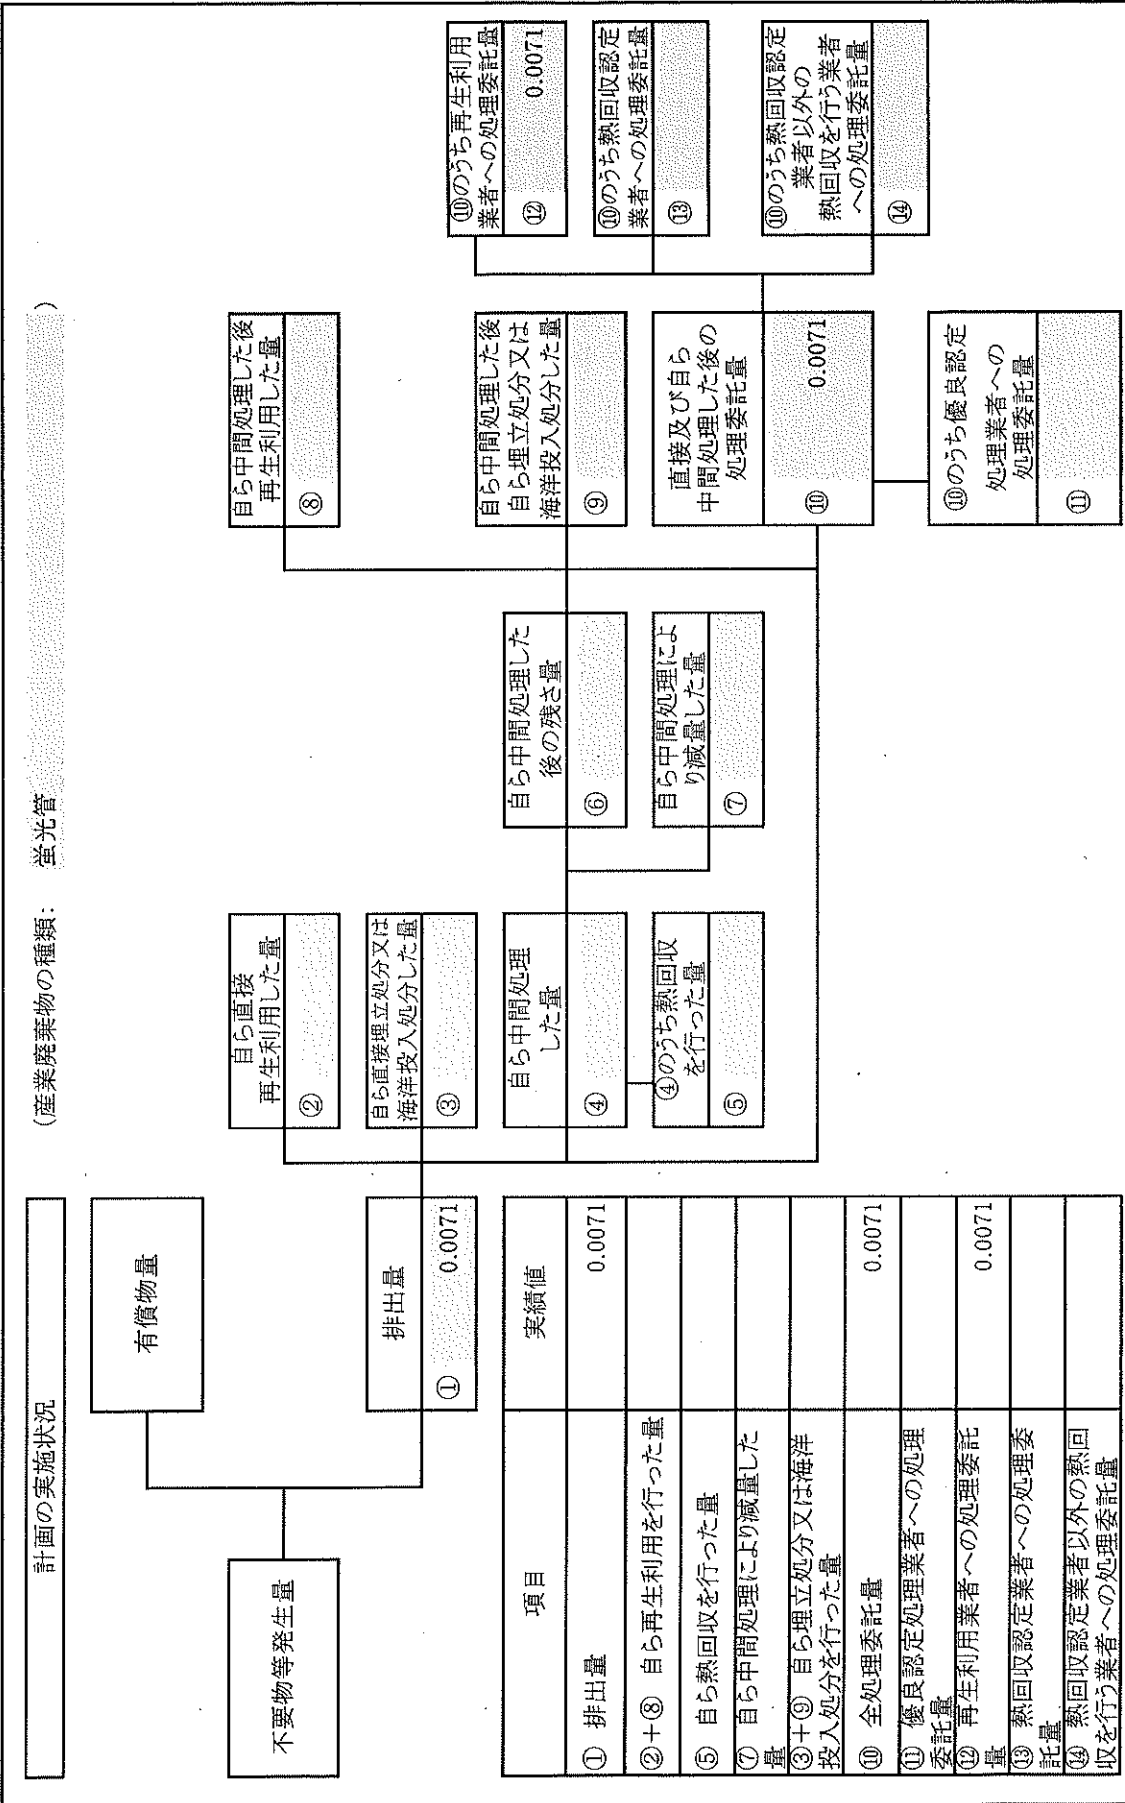 計画の実施状況
(産業廃棄物の種類: 蛍光管 )
不要物等発生量
有償物量
排出量
① 0.0071
自ら直接
再生利用した量
②
自ら直接埋立処分又は
海洋投入処分した量
③
自ら中間処理
した量
④
④のうち熱回収
を行った量
⑤
自ら中間処理した
後の残さ量
⑥
自ら中間処理によ
り減量した量
⑦
自ら中間処理した後
再生利用した量
⑧
自ら中間処理した後
自ら埋立処分又は
海洋投入処分した量
⑨
直接及び自ら
中間処理した後の
処理委託量
⑩ 0.0071
⑩のうち優良認定
処理業者への
処理委託量
⑪
⑩のうち再生利用
業者への処理委託量
⑫ 0.0071
⑩のうち熱回収認定
業者への処理委託量
⑬
⑩のうち熱回収認定
業者以外の
熱回収を行う業者
への処理委託量
⑭
項目 実績値
① 排出量 0.0071
②+⑧ 自ら再生利用を行った量
⑤ 自ら熱回収を行った量
⑦ 自ら中間処理により減量した
量
③+⑨ 自ら埋立処分又は海洋
投入処分を行った量
⑩ 全処理委託量 0.0071
⑪ 優良認定処理業者への処理
委託量
⑫ 再生利用業者への処理委託
量 0.0071
⑬ 熱回収認定業者への処理委
託量
⑭ 熱回収認定業者以外の熱回
収を行う業者への処理委託量